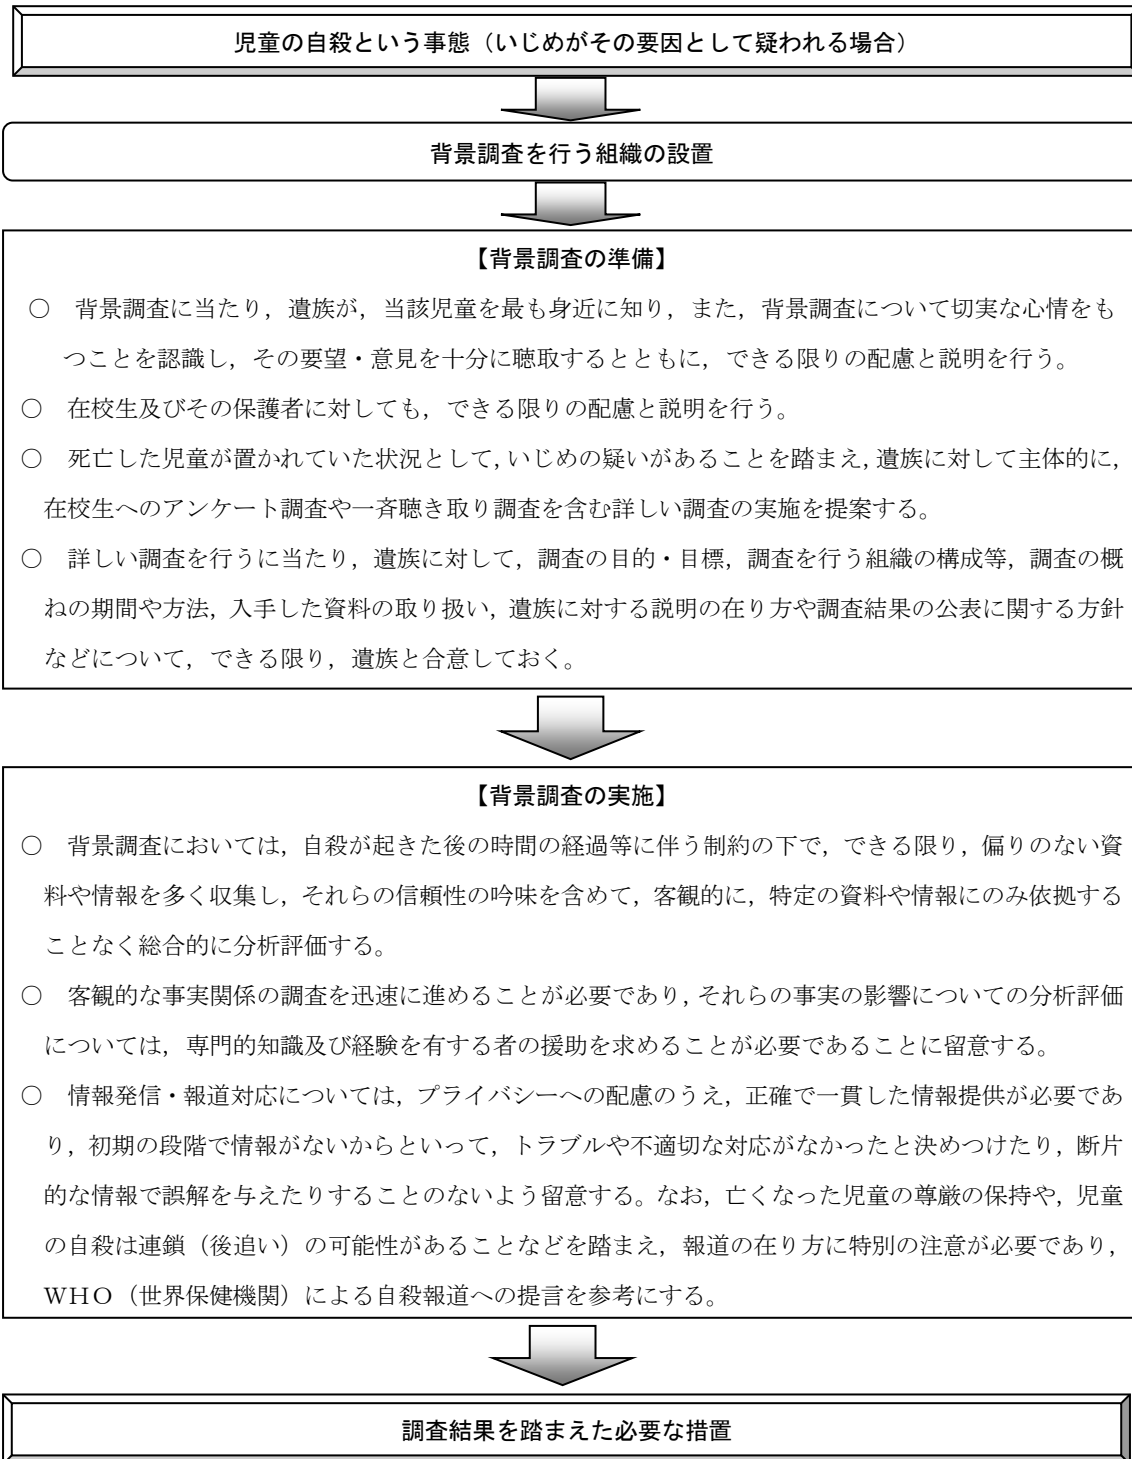 児童の自殺という事態（いじめがその要因として疑われる場合）
背景調査を行う組織の設置
【背景調査の準備】
○　背景調査に当たり，遺族が，当該児童を最も身近に知り，また，背景調査について切実な心情をも
つことを認識し，その要望・意見を十分に聴取するとともに，できる限りの配慮と説明を行う。
○　在校生及びその保護者に対しても，できる限りの配慮と説明を行う。
○　死亡した児童が置かれていた状況として，いじめの疑いがあることを踏まえ，遺族に対して主体的に，
在校生へのアンケート調査や一斉聴き取り調査を含む詳しい調査の実施を提案する。
○　詳しい調査を行うに当たり，遺族に対して，調査の目的・目標，調査を行う組織の構成等，調査の概
ねの期間や方法，入手した資料の取り扱い，遺族に対する説明の在り方や調査結果の公表に関する方針
などについて，できる限り，遺族と合意しておく。
【背景調査の実施】
○　背景調査においては，自殺が起きた後の時間の経過等に伴う制約の下で，できる限り，偏りのない資
料や情報を多く収集し，それらの信頼性の吟味を含めて，客観的に，特定の資料や情報にのみ依拠する
ことなく総合的に分析評価する。
○　客観的な事実関係の調査を迅速に進めることが必要であり，それらの事実の影響についての分析評価
については，専門的知識及び経験を有する者の援助を求めることが必要であることに留意する。
○　情報発信・報道対応については，プライバシーへの配慮のうえ，正確で一貫した情報提供が必要であ
り，初期の段階で情報がないからといって，トラブルや不適切な対応がなかったと決めつけたり，断片
的な情報で誤解を与えたりすることのないよう留意する。なお，亡くなった児童の尊厳の保持や，児童
の自殺は連鎖（後追い）の可能性があることなどを踏まえ，報道の在り方に特別の注意が必要であり，
ＷＨＯ（世界保健機関）による自殺報道への提言を参考にする。
調査結果を踏まえた必要な措置